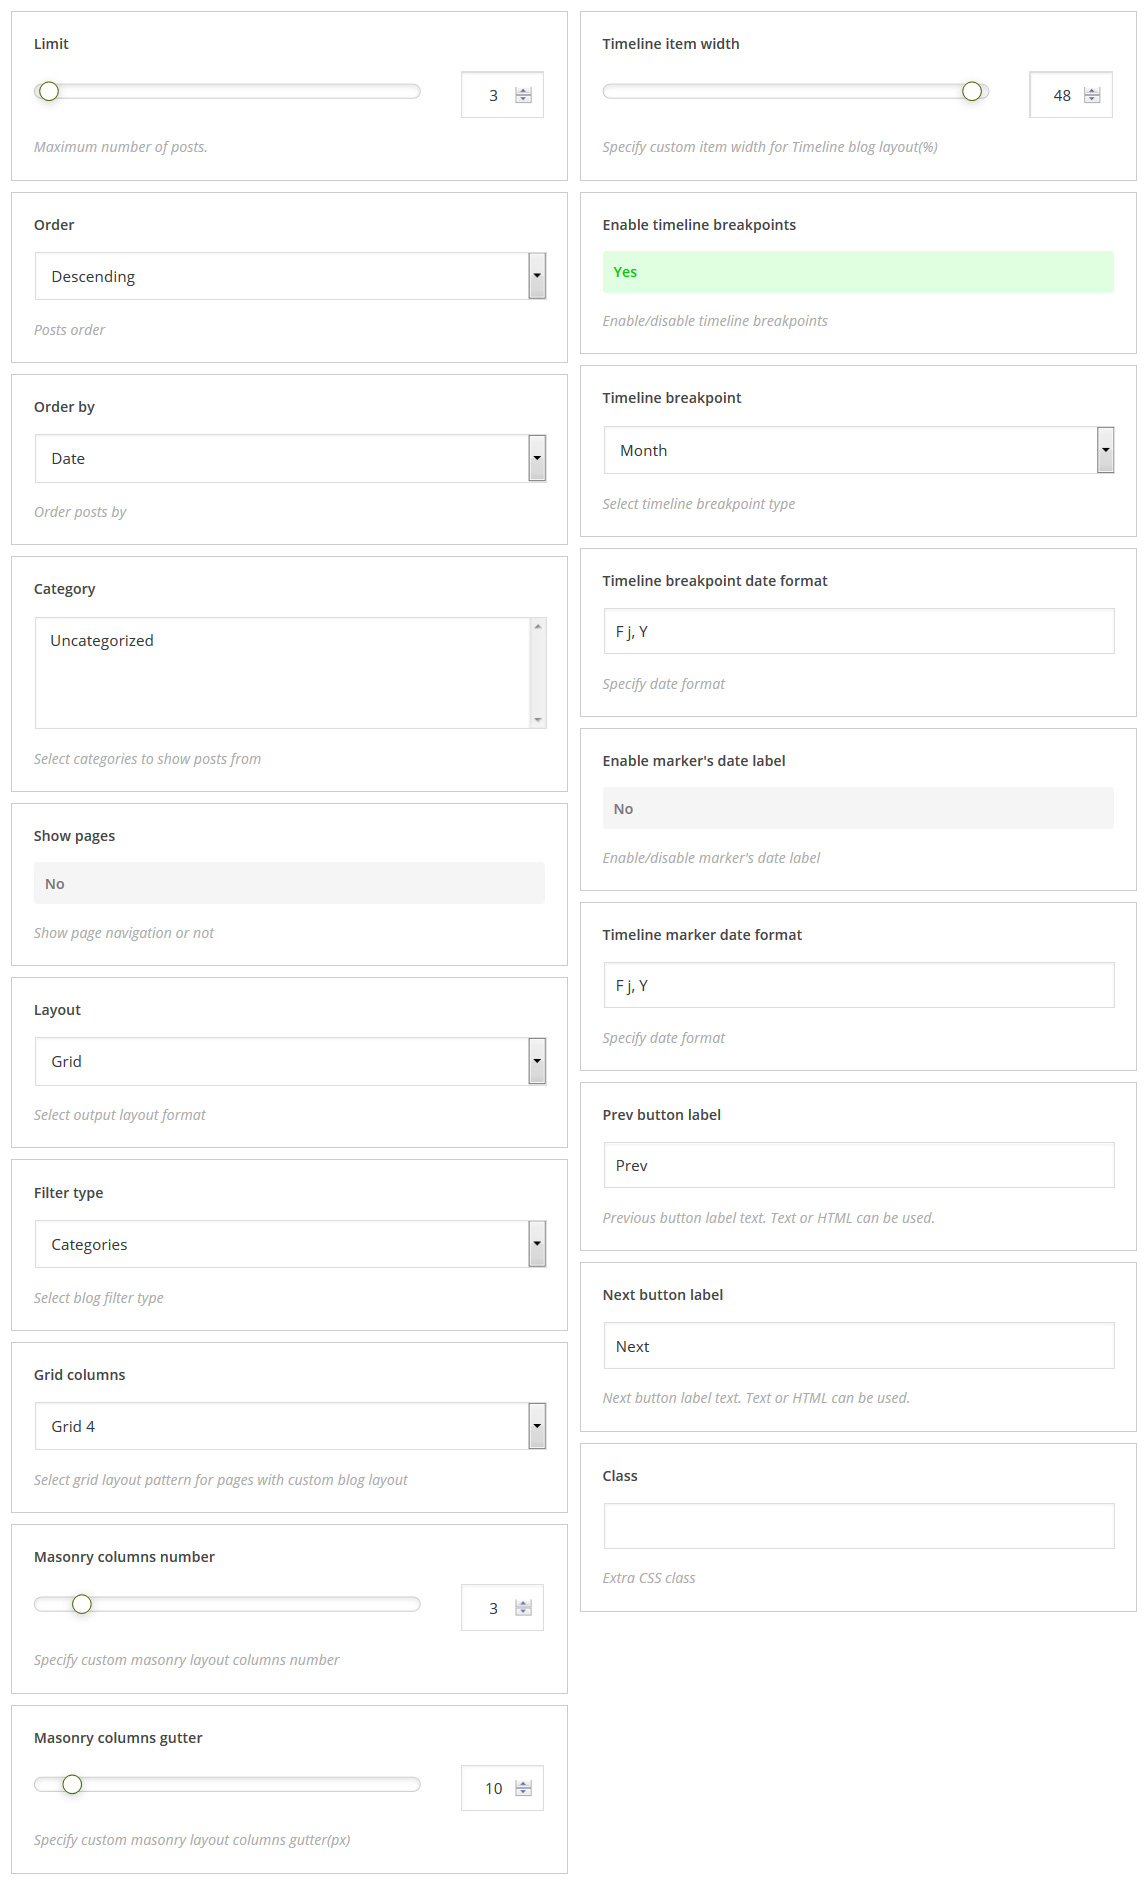 Limit
3
Maximum number of posts.
Order
Descending
Posts order
Order by
Date
Order posts by
Category
Uncategorized
Select categories to show posts from
Show pages
No
Show page navigation or not
Layout
Grid
Select output layout format
Filter type
Categories
Select blog filter type
Grid columns
Grid 4
Select grid layout pattern for pages with custom blog layout
Masonry columns number
3
Specify custom masonry layout columns number
Masonry columns gutter
10
Specify custom masonry layout columns gutter(px)
Timeline item width
48
Specify custom item width for Timeline blog layout(%)
Enable timeline breakpoints
Yes
Enable/disable timeline breakpoints
Timeline breakpoint
Month
Select timeline breakpoint type
Timeline breakpoint date format
F j, Y
Specify date format
Enable marker's date label
No
Enable/disable marker's date label
Timeline marker date format
F j, Y
Specify date format
Prev button label
Prev
Previous button label text. Text or HTML can be used.
Next button label
Next
Next button label text. Text or HTML can be used.
Class
Extra CSS class